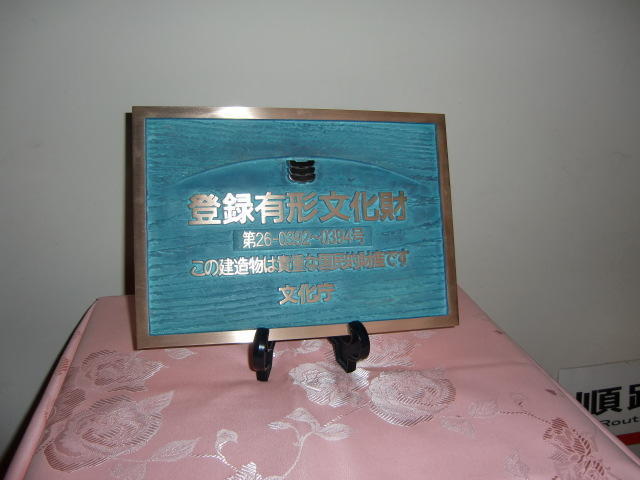 登録有形文化財
第26-0392～0394号
この建造物は貴重な国民的財産です
文化庁
順路
Rout